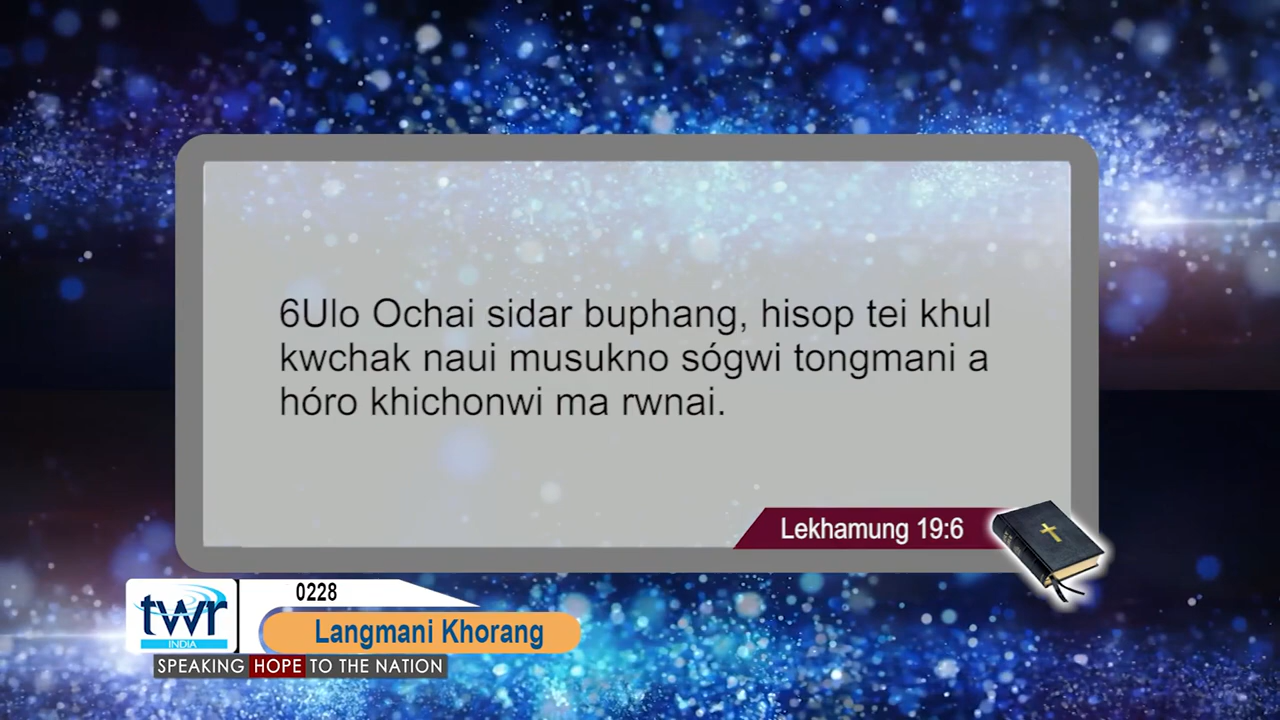 6Ulo Ochai sidar buphang, hisop tei khul
kwchak naui musukno sógwi tongmani a
hóro khichonwi ma rwnai.
Lekhamung 19:6
0228
twr
INDIA
Langmani Khorang
SPEAKING HOPE TO THE NATION